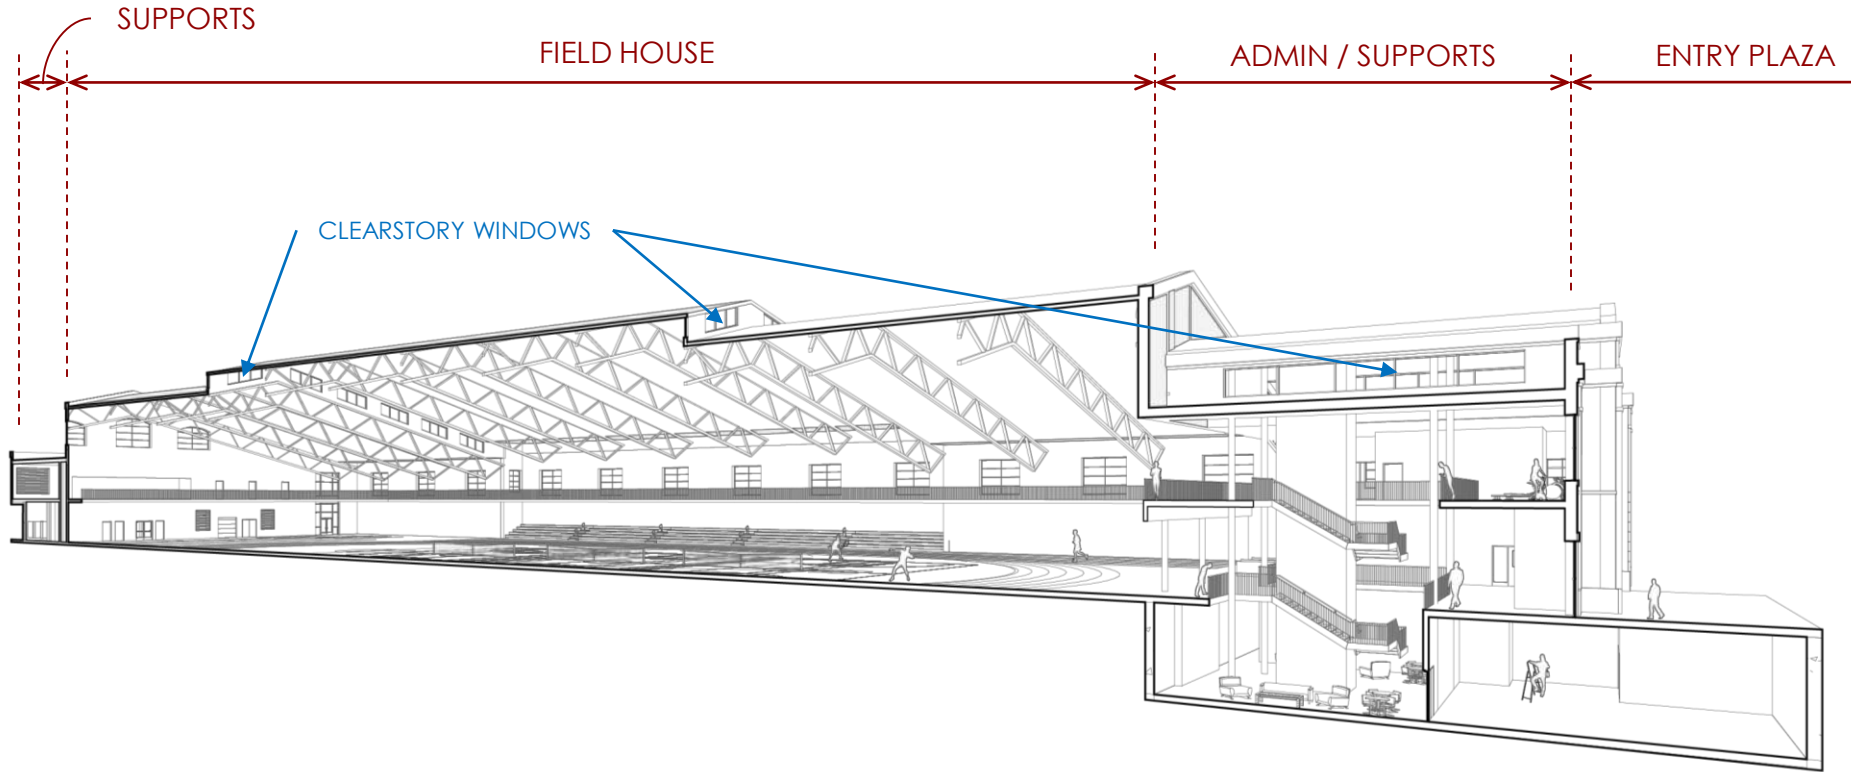 SUPPORTS
FIELD HOUSE
ADMIN / SUPPORTS
ENTRY PLAZA
CLEARSTORY WINDOWS